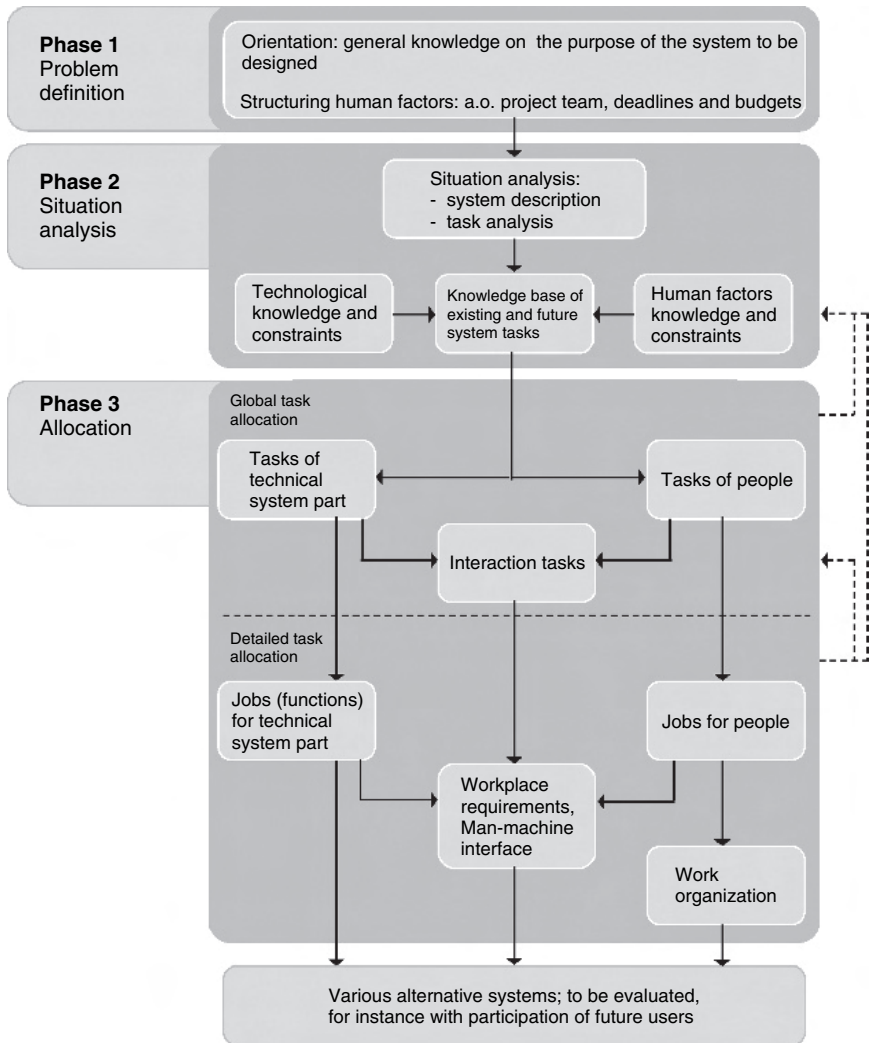 Phase 1
Problem
definition
Orientation: general knowledge on the purpose of the system to be
designed
Structuring human factors: a.o. project team, deadlines and budgets
Phase 2
Situation
analysis
Situation analysis:
- system description
- task analysis
Technological
knowledge and
constraints
Knowledge base of
existing and future
system tasks
Human factors
knowledge and
constraints
Phase 3
Allocation
Global task
allocation
Tasks of
technical
system part
Tasks of people
Interaction tasks
Detailed task
allocation
Jobs (functions)
for technical
system part
Jobs for people
Workplace
requirements,
Man-machine
interface
Work
organization
Various alternative systems; to be evaluated,
for instance with participation of future users